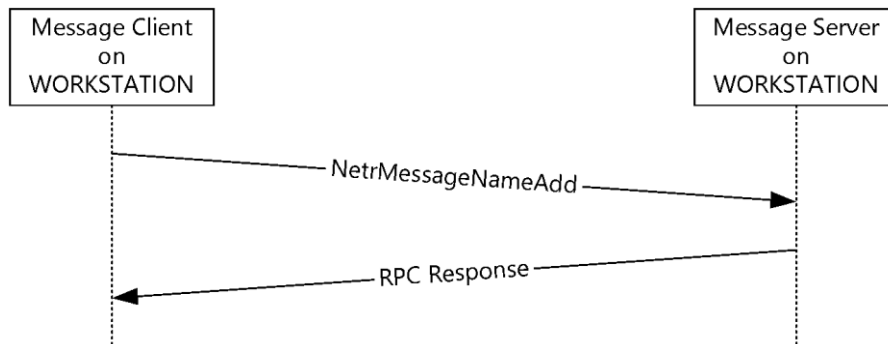 Message Client
on
WORKSTATION
Message Server
on
WORKSTATION
NetrMessageNameAdd
RPC Response